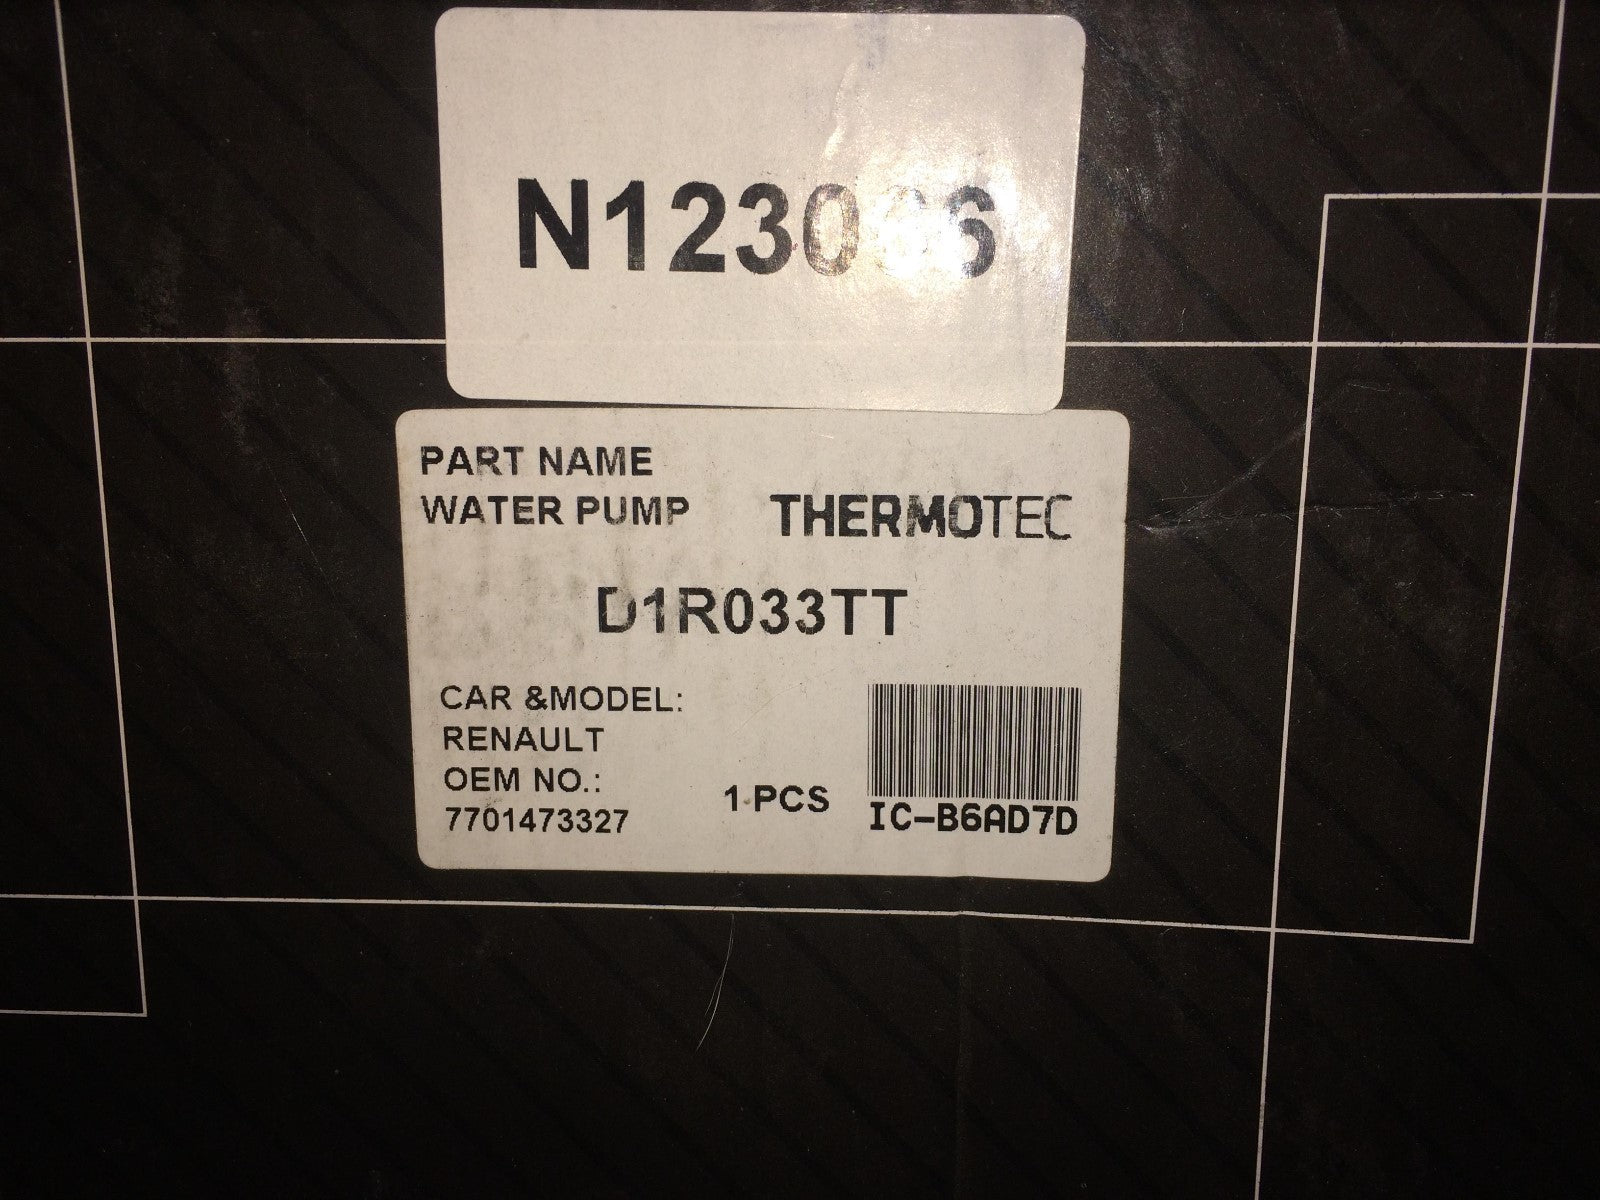 PART NAME
WATER PUMP
THERMOTEC
D1R033TT
CAR &MODEL:
RENAULT
OEM NO.:
7701473327
1 PCS
IC-B6AD7D